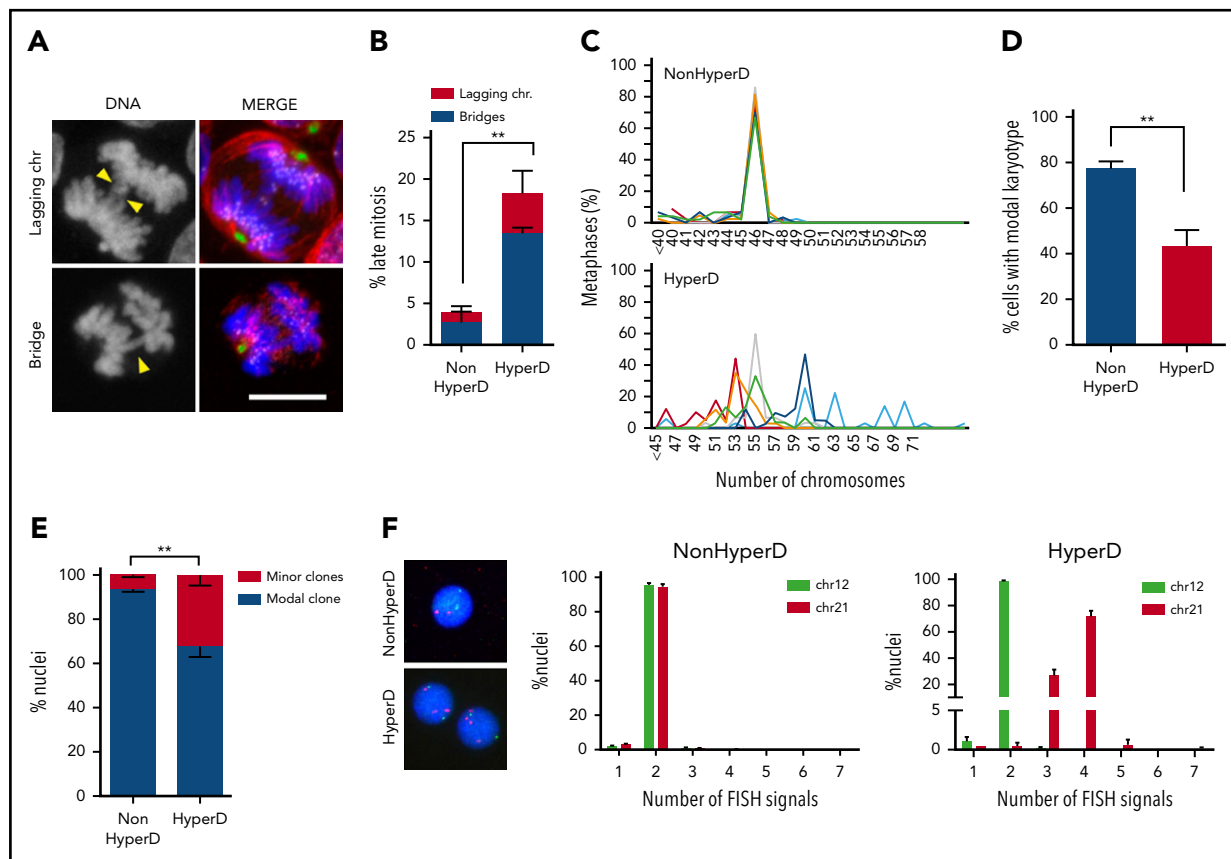 A
DNA
MERGE
Lagging chr
Bridge
B
Lagging chr.
Bridges
25
20
15
10
5
0
% late mitosis
**
Non
HyperD
HyperD
C
Metaphases (%)
NonHyperD
100
80
60
40
20
0
<40
40
41
42
43
44
45
46
47
48
49
50
51
52
53
54
55
56
57
58
HyperD
100
80
60
40
20
0
<45
47
49
51
53
55
57
59
61
63
65
67
69
71
Number of chromosomes
D
% cells with modal karyotype
100
80
60
40
20
0
**
Non
HyperD
HyperD
E
% nuclei
100
80
60
40
20
0
**
Minor clones
Modal clone
Non
HyperD
HyperD
F
NonHyperD
HyperD
NonHyperD
%nuclei
100
80
60
40
20
0
chr12
chr21
1 2 3 4 5 6 7
Number of FISH signals
HyperD
%nuclei
100
80
60
40
20
5
0
chr12
chr21
1 2 3 4 5 6 7
Number of FISH signals